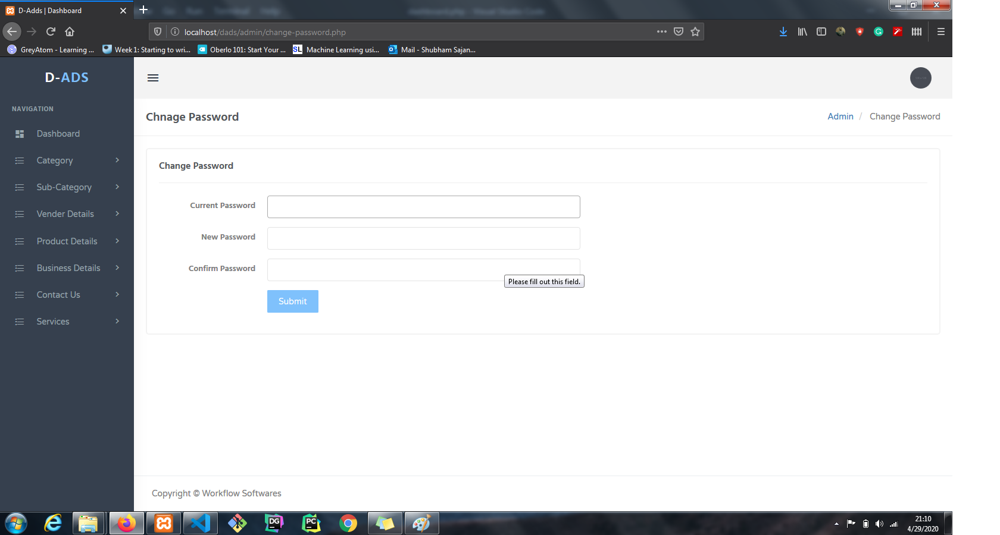 D-Adds | Dashboard
localhost/dads/admin/change-password.php
GreyAtom - Learning ...
Week 1: Starting to wri...
Oberlo 101: Start Your ...
SL Machine Learning usi...
Mail - Shubham Sajan...
D-ADS
NAVIGATION
Dashboard
Category
Sub-Category
Vender Details
Product Details
Business Details
Contact Us
Services
Chnage Password
Admin / Change Password
Change Password
Current Password
New Password
Confirm Password
Please fill out this field.
Submit
Copyright © Workflow Softwares
DG
PC
21:10
4/29/2020